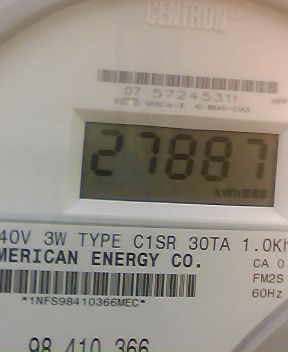 CENTRON®
07 57245311
27887
kWh
40V 3W TYPE C1SR 30TA 1.0Kh
MERICAN ENERGY CO.
CA 0
FM2S
60Hz
*1NFS98410366MEC*
98 410 366